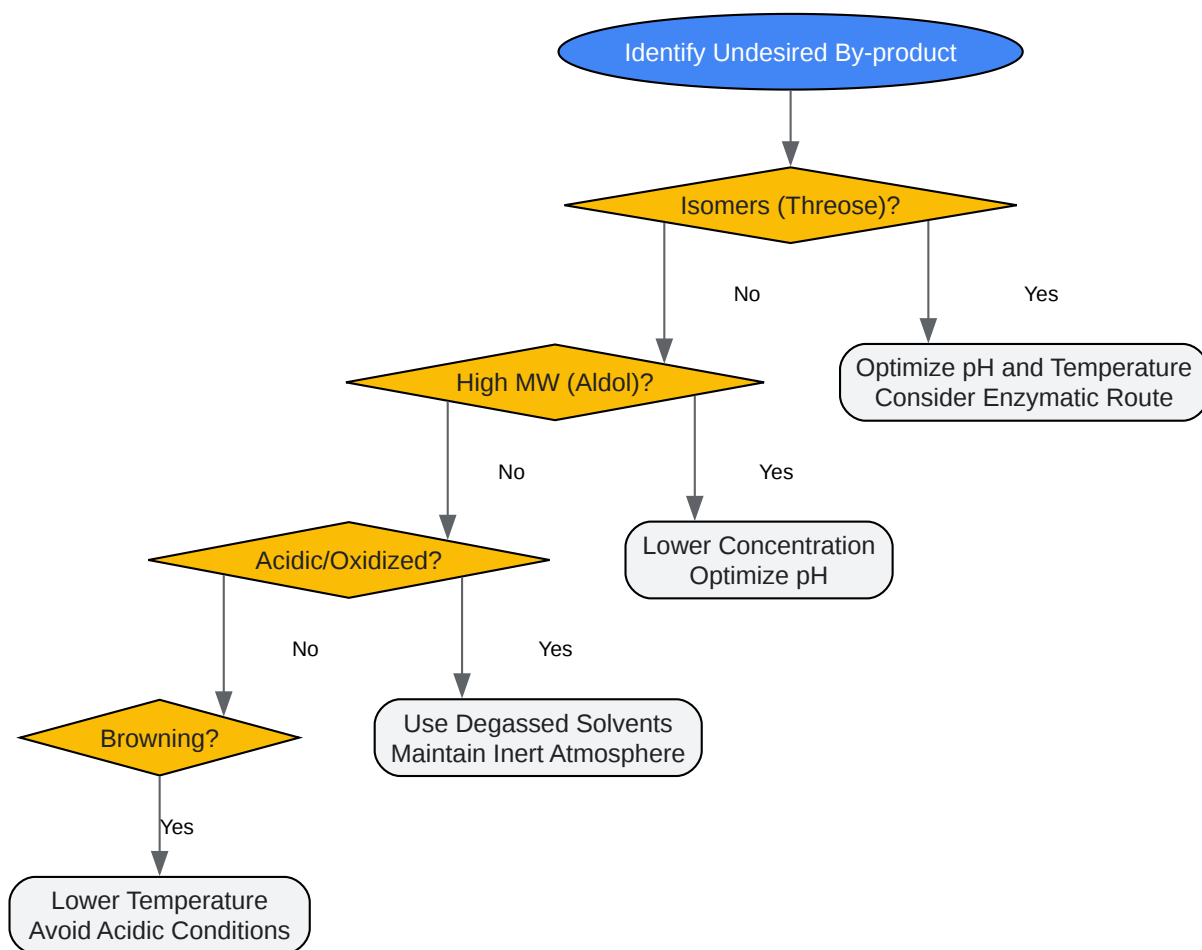 Identify Undesired By-product
Isomers (Threose)?
No
Yes
Optimize pH and Temperature
Consider Enzymatic Route
High MW (Aldol)?
No
Yes
Lower Concentration
Optimize pH
Acidic/Oxidized?
No
Yes
Use Degassed Solvents
Maintain Inert Atmosphere
Browning?
Yes
Lower Temperature
Avoid Acidic Conditions